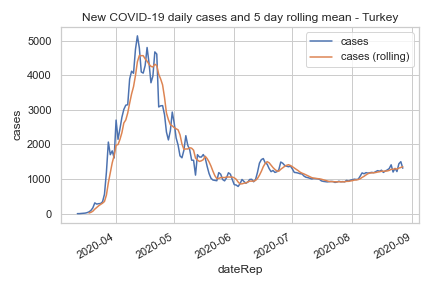 New COVID-19 daily cases and 5 day rolling mean - Turkey
cases
cases (rolling)
5000
4000
3000
2000
1000
0
cases
2020-04
2020-05
2020-06
2020-07
2020-08
2020-09
dateRep